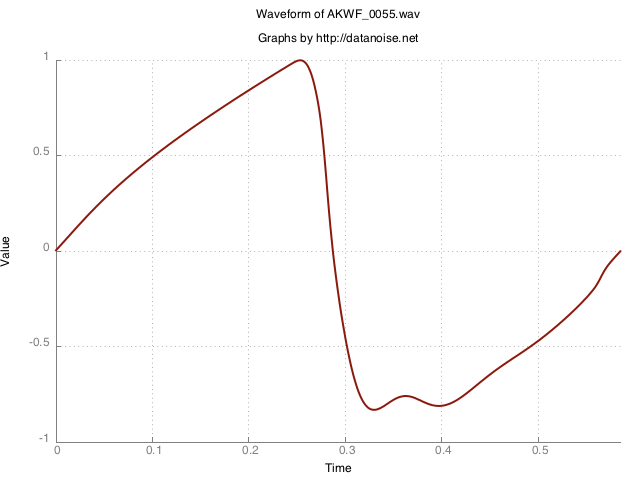 Waveform of AKWF_0055.wav
Graphs by http://datanoise.net
1
0.5
0
-0.5
-1
Value
0 0.1 0.2 0.3 0.4 0.5
Time